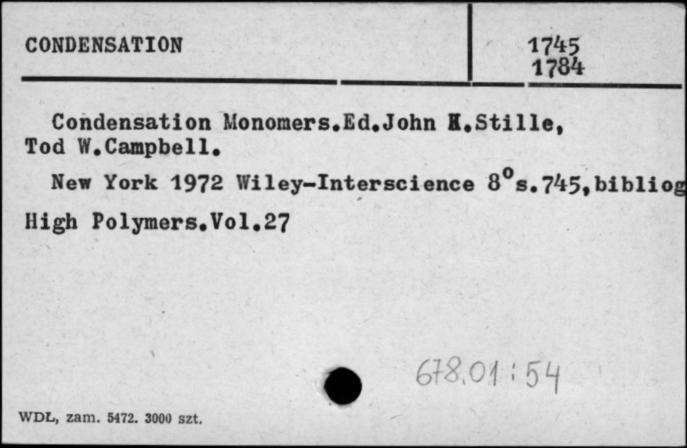 CONDENSATION
1745
1784
Condensation Monomers.Ed.John K.Stille,
Tod W.Campbell.
New York 1972 Wiley-Interscience 8°s.745,bibliog
High Polymers.Vol.27
678.01:54
WDL, zam. 5472. 3000 szt.